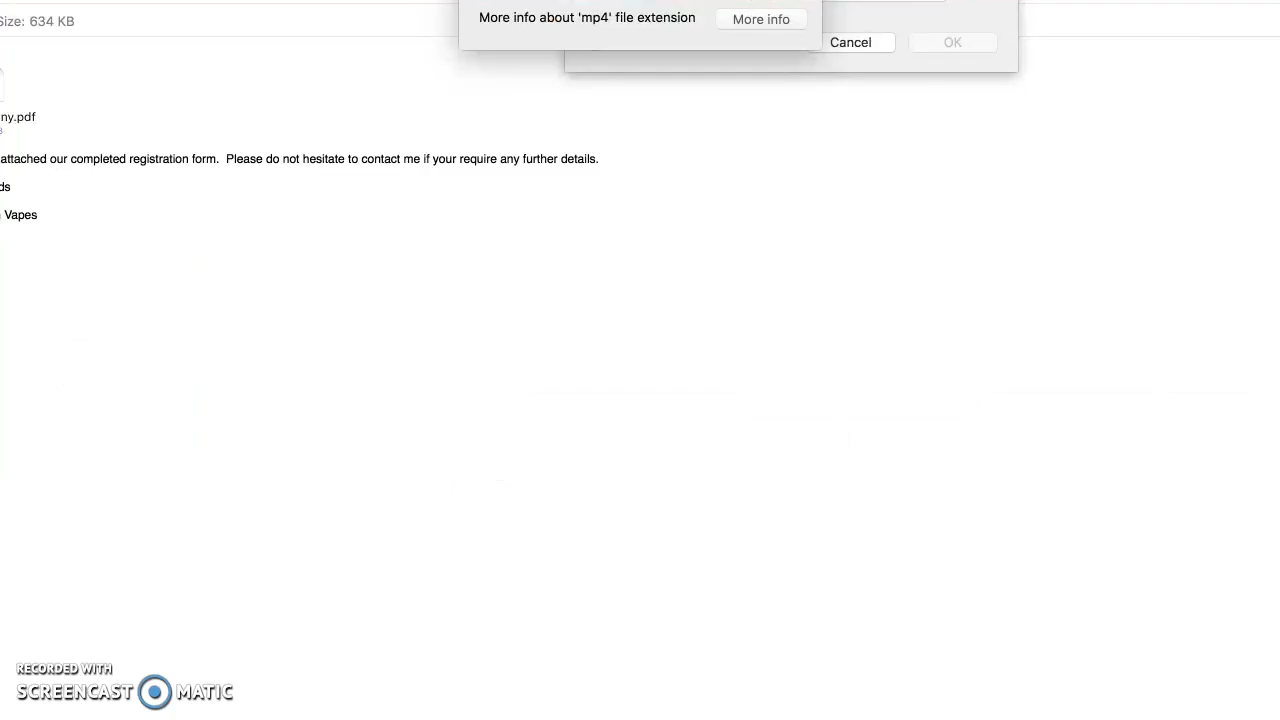 Size: 634 KB
More info about 'mp4' file extension
More info
Cancel
OK
ny.pdf
attached our completed registration form.  Please do not hesitate to contact me if your require any further details.
ds
Vapes
RECORDED WITH
SCREENCAST MATIC